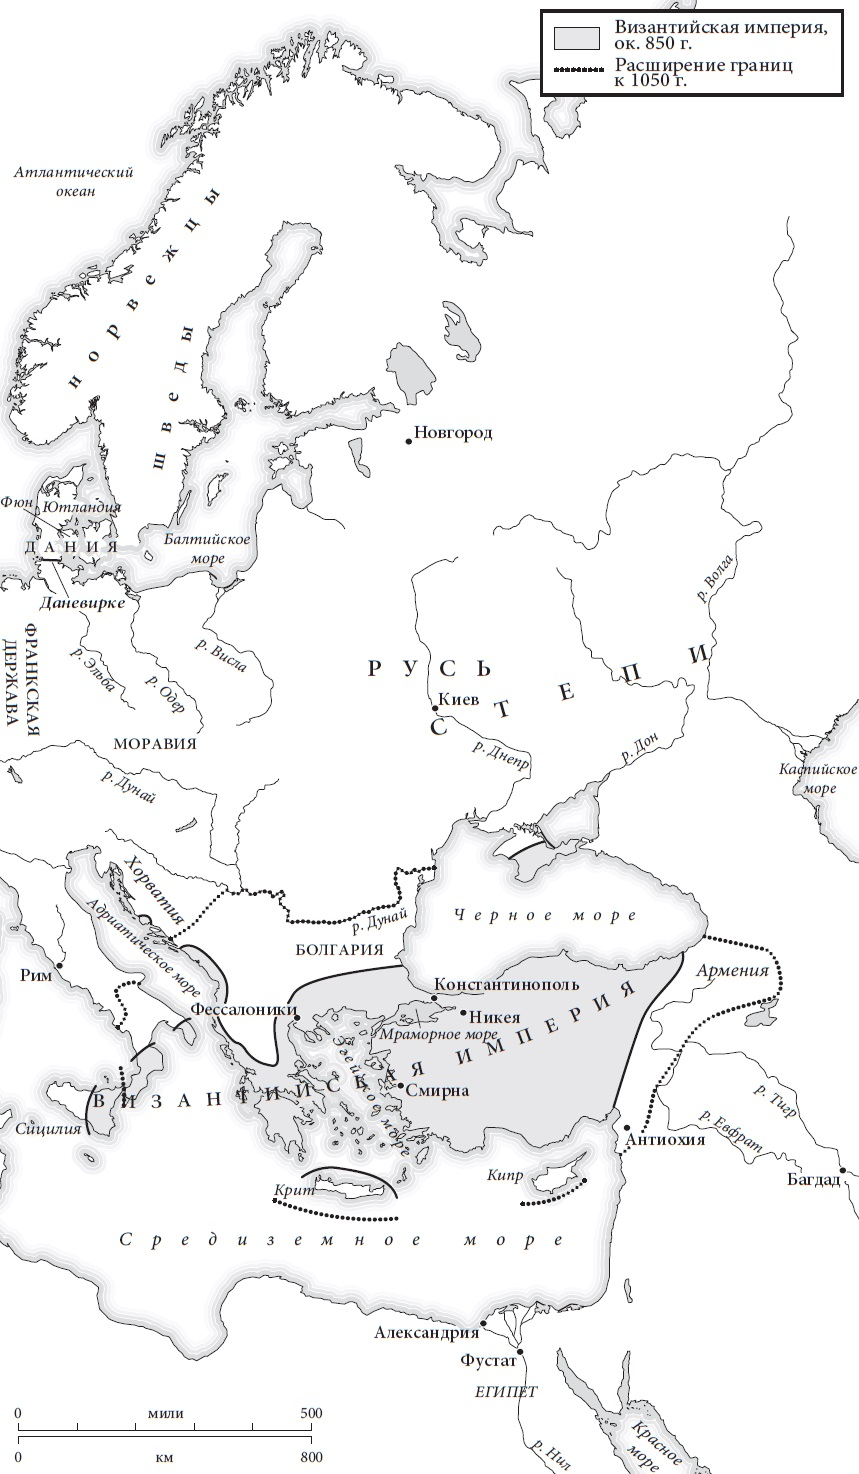 Византийская империя,
ок. 850 г.
Расширение границ
к 1050 г.
Атлантический
океан
норвежцы
шведы
Новгород
Фюн
Ютландия
ДАНИЯ
Балтийское
море
Даневирке
р. Волга
ФРАНКСКАЯ
ДЕРЖАВА
р. Эльба
р. Одер
р. Висла
РУСЬ
СТЕПИ
Киев
МОРАВИЯ
р. Днепр
р. Дон
Каспийское
море
р. Дунай
Хорватия
Адриатическое море
р. Дунай
Черное море
БОЛГАРИЯ
Рим
Армения
Константинополь
Фессалоники
Никея
Мраморное море
ВИЗАНТИЙСКАЯ ИМПЕРИЯ
Эгейское море
Смирна
р. Тигр
р. Евфрат
Сицилия
Антиохия
Багдад
Крит
Кипр
Средиземное море
Александрия
Фустат
ЕГИПЕТ
0 мили 500
0 км 800
р. Нил
Красное
море